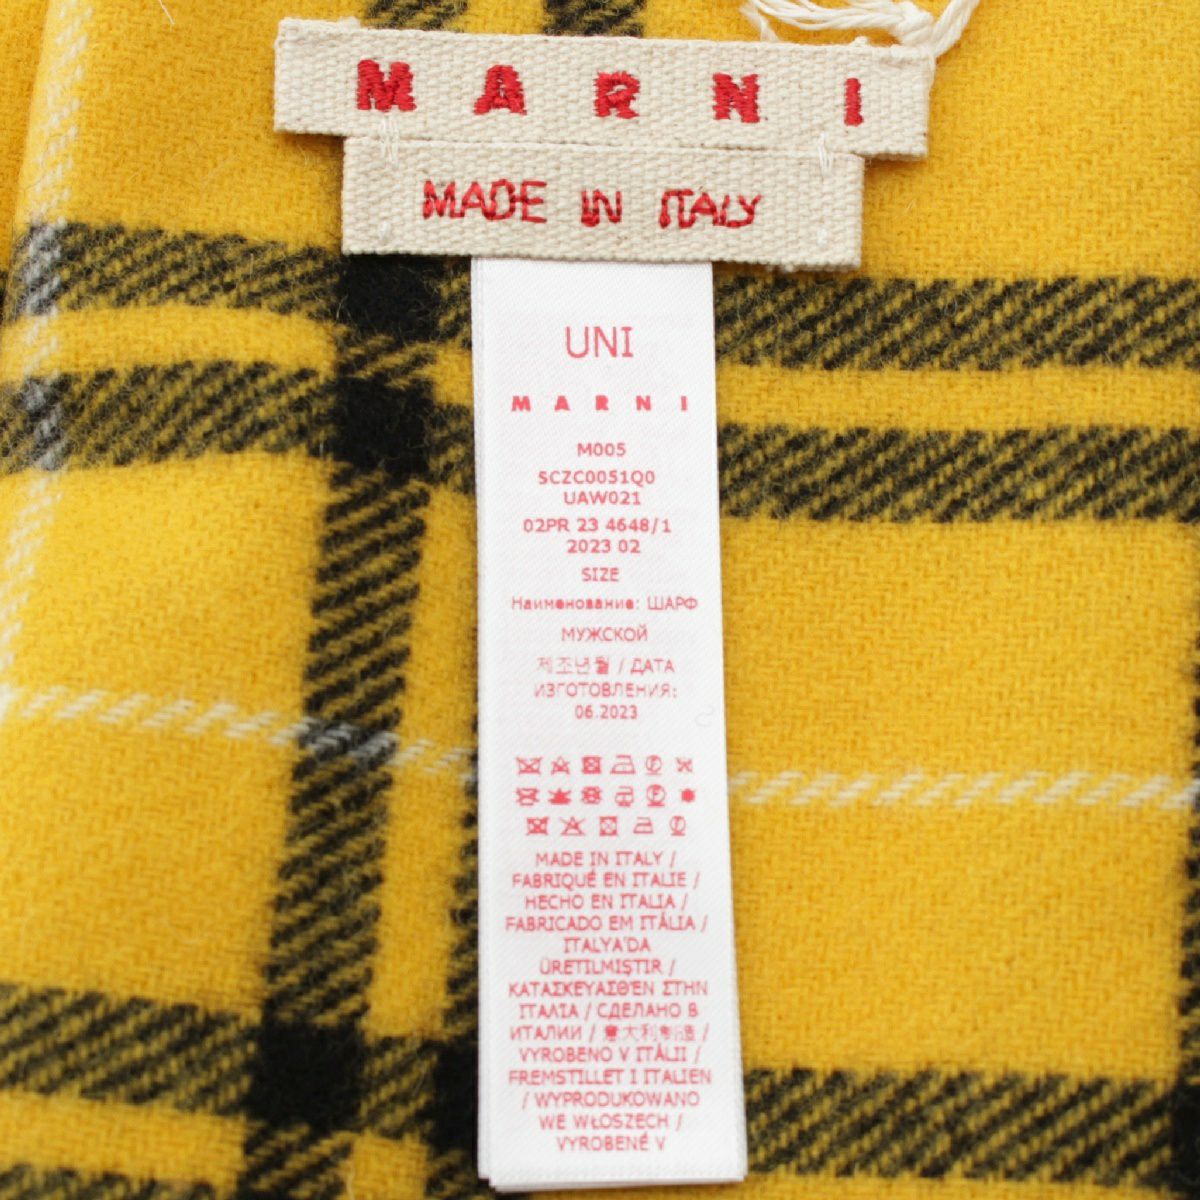 MARNI
MADE IN ITALY
UNI
MARNI
M005
SCZC0051Q0
UAW021
02PR 23 4648/1
2023 02
SIZE
Наименование: ШАРФ
МУЖСКОЙ
제조년월 / ДАТА
ИЗГОТОВЛЕНИЯ:
06.2023
MADE IN ITALY /
FABRIQUÉ EN ITALIE /
HECHO EN ITALIA /
FABRICADO EM ITÁLIA /
ITALYA'DA
ÜRETILMIŞTIR /
ΚΑΤΑΣΚΕΥΑΣΘΈΝ ΣΤΗΝ
ΙΤΑΛΙΑ / СДЕЛАНО В
ИТАЛИИ / 意大利制造 /
VYROBENO V ITÁLII /
FREMSTILLET I ITALIEN
/ WYPRODUKOWANO
WE WŁOSZECH /
VYROBENÉ V